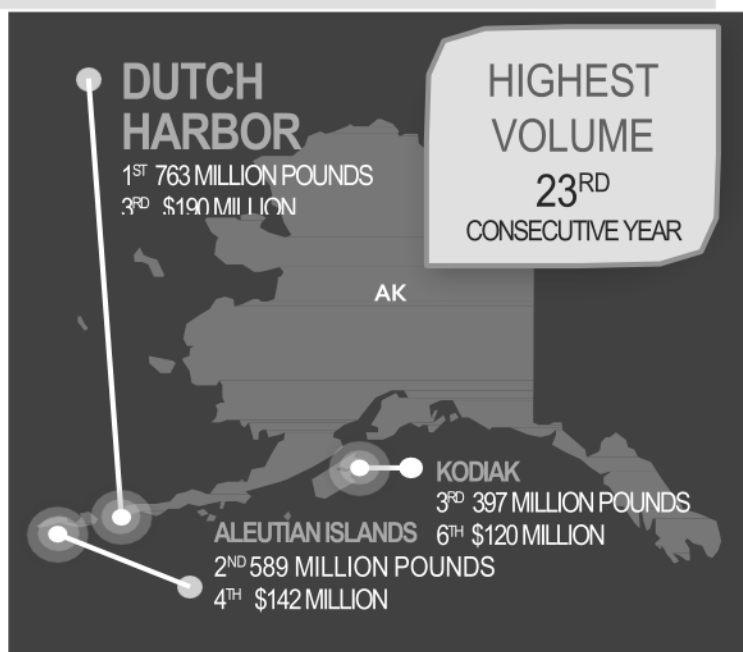 DUTCH
HARBOR
1ST 763 MILLION POUNDS
3RD $190 MILLION
HIGHEST
VOLUME
23RD
CONSECUTIVE YEAR
AK
KODIAK
3RD 397 MILLION POUNDS
6TH $120 MILLION
ALEUTIAN ISLANDS
2ND 589 MILLION POUNDS
4TH $142 MILLION